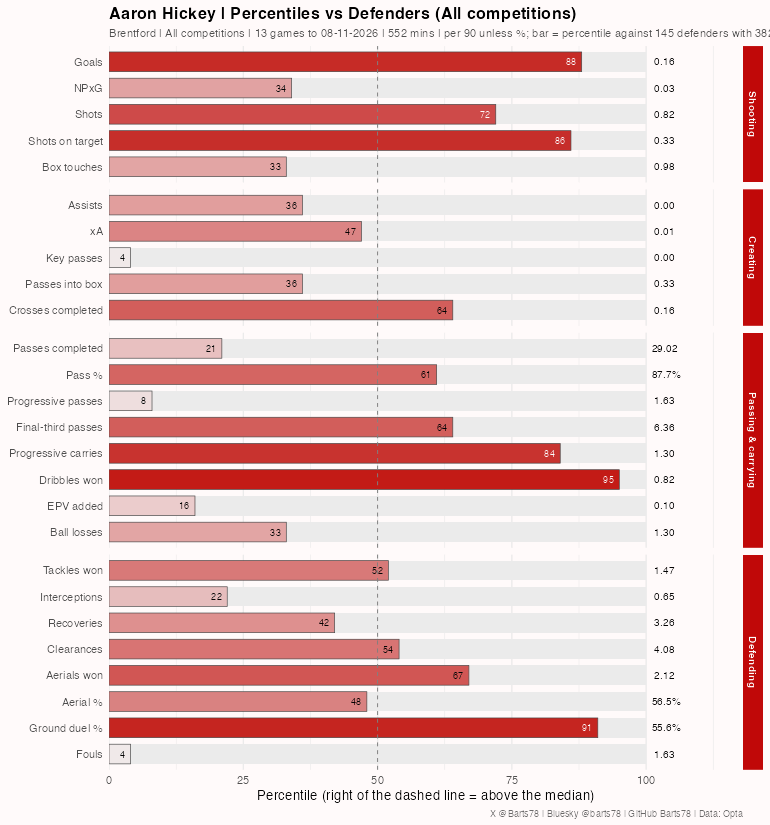 Aaron Hickey | Percentiles vs Defenders (All competitions)
Brentford | All competitions | 13 games to 08-11-2026 | 552 mins | per 90 unless %; bar = percentile against 145 defenders with 382
Shooting
Goals 88 0.16
NPxG 34 0.03
Shots 72 0.82
Shots on target 86 0.33
Box touches 33 0.98
Creating
Assists 36 0.00
xA 47 0.01
Key passes 4 0.00
Passes into box 36 0.33
Crosses completed 64 0.16
Passing & carrying
Passes completed 21 29.02
Pass % 61 87.7%
Progressive passes 8 1.63
Final-third passes 64 6.36
Progressive carries 84 1.30
Dribbles won 95 0.82
EPV added 16 0.10
Ball losses 33 1.30
Defending
Tackles won 52 1.47
Interceptions 22 0.65
Recoveries 42 3.26
Clearances 54 4.08
Aerials won 67 2.12
Aerial % 48 56.5%
Ground duel % 91 55.6%
Fouls 4 1.63
0 25 50 75 100
Percentile (right of the dashed line = above the median)
X @Barts78 | Bluesky @barts78 | GitHub Barts78 | Data: Opta